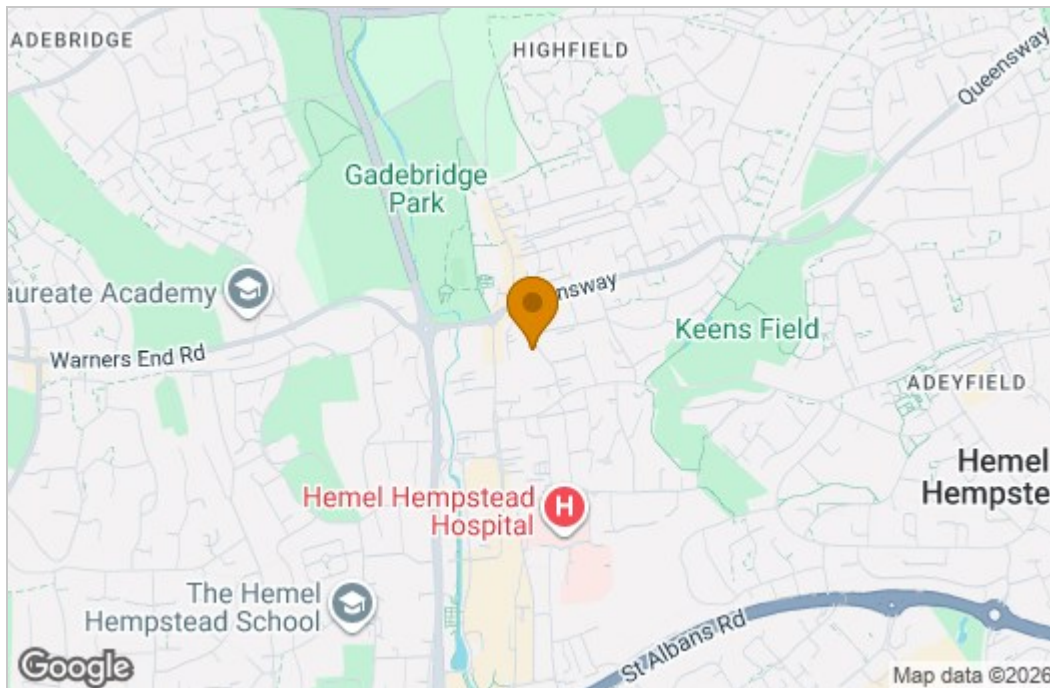 ADEBRIDGE
HIGHFIELD
Queensway
Gadebridge
Park
aureate Academy
nsway
Keens Field
Warners End Rd
ADEYFIELD
Hemel
Hempste
Hemel Hempstead
Hospital
H
The Hemel
Hempstead School
St Albans Rd
Google
Map data ©2026